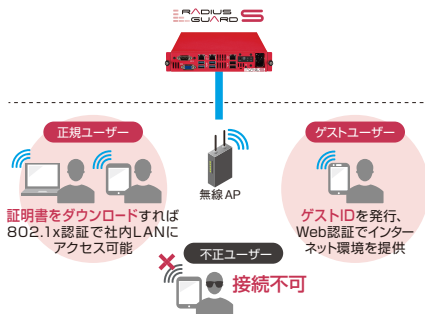 RADIUS
GUARD S
正規ユーザー
ゲストユーザー
無線AP
証明書をダウンロードすれば
802.1x認証で社内LANに
アクセス可能
ゲストIDを発行、
Web認証でインター
ネット環境を提供
不正ユーザー
接続不可